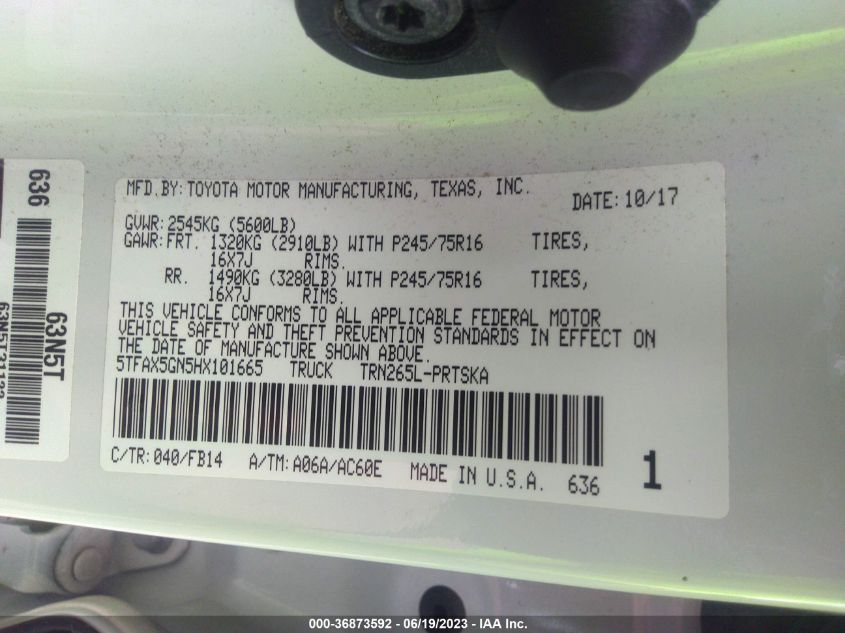 MFD.BY:TOYOTA MOTOR MANUFACTURING, TEXAS, INC. DATE:10/17
GVWR:2545KG (5600LB)
GAWR:FRT. 1320KG (2910LB) WITH P245/75R16 TIRES,
16X7J RIMS.
RR. 1490KG (3280LB) WITH P245/75R16 TIRES,
16X7J RIMS.
THIS VEHICLE CONFORMS TO ALL APPLICABLE FEDERAL MOTOR
VEHICLE SAFETY AND THEFT PREVENTION STANDARDS IN EFFECT ON
THE DATE OF MANUFACTURE SHOWN ABOVE.
5TFAX5GN5HX101665 TRUCK TRN265L-PRTSKA
C/TR:040/FB14 A/TM:A06A/AC60E MADE IN U.S.A. 636 1
636
63N5T
000-36873592 - 06/19/2023 - IAA Inc.